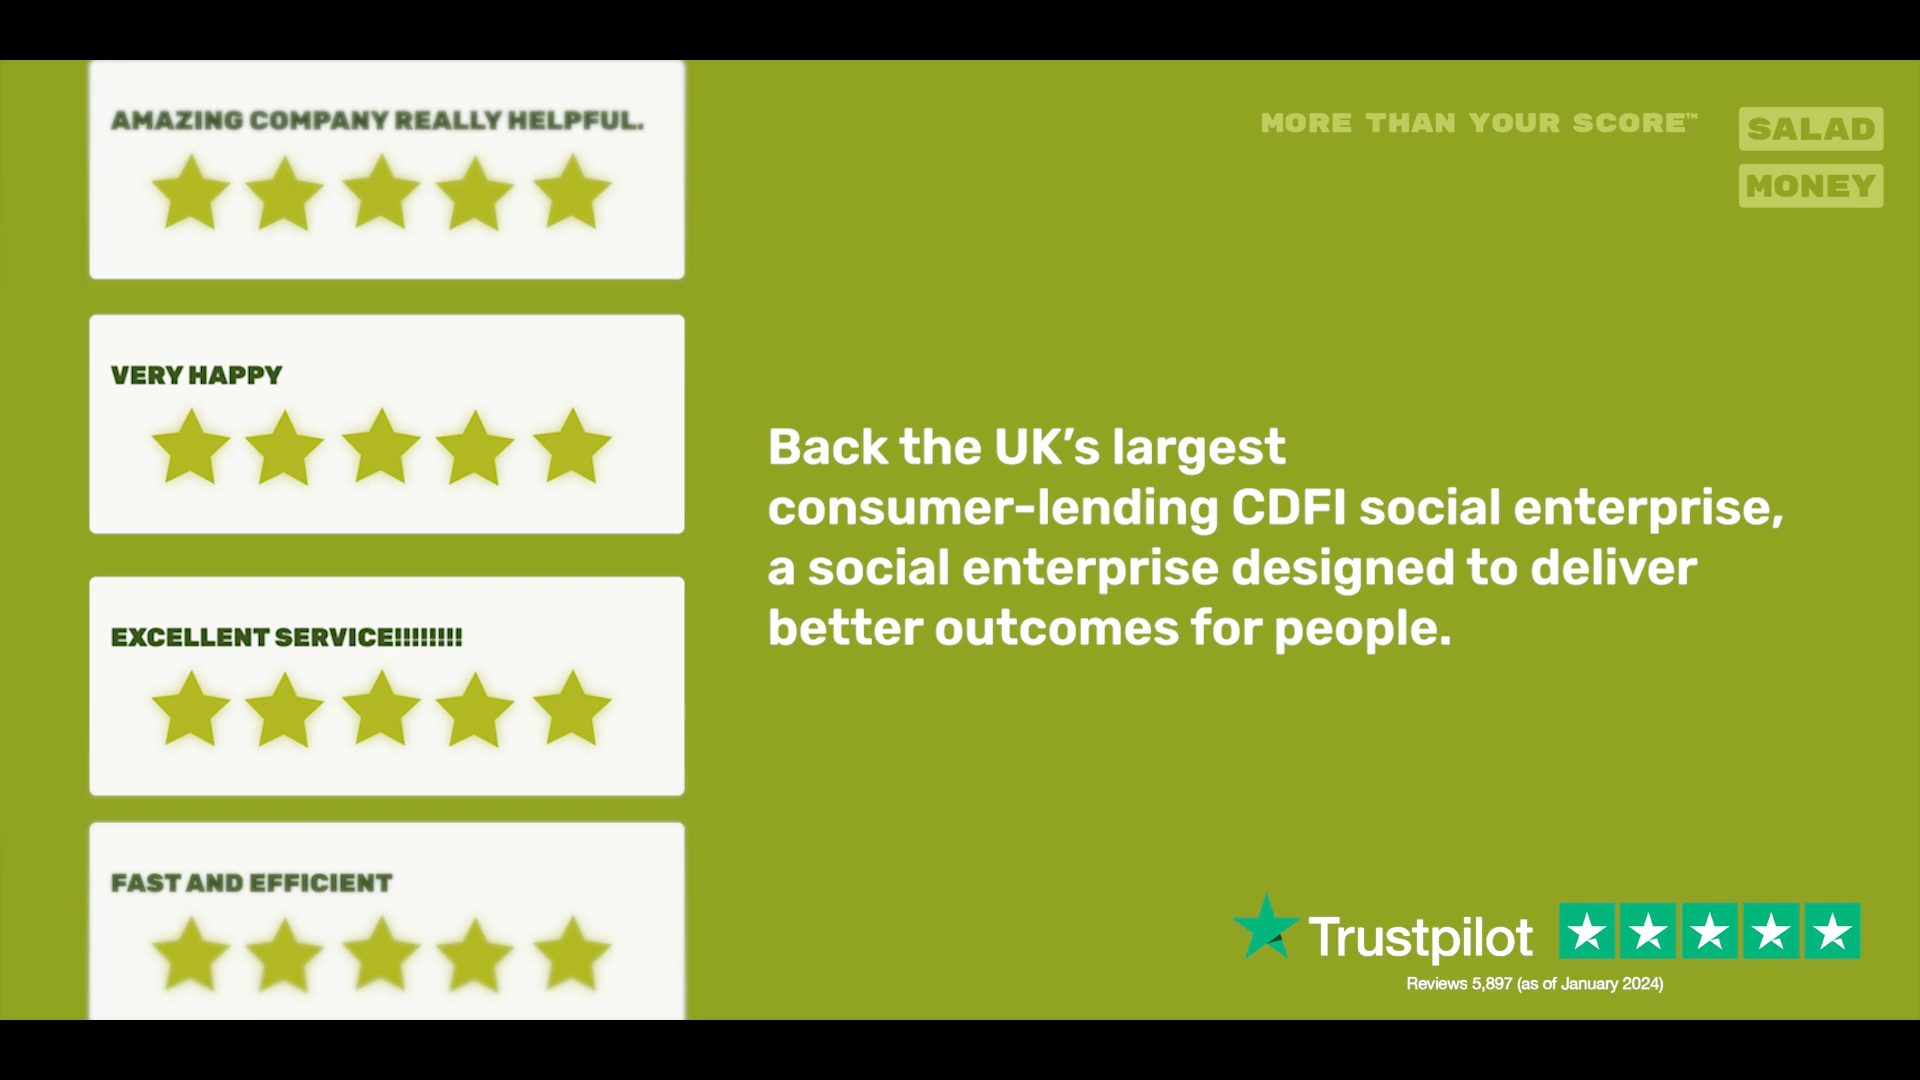 AMAZING COMPANY REALLY HELPFUL.
VERY HAPPY
EXCELLENT SERVICE!!!!!!!!
FAST AND EFFICIENT
MORE THAN YOUR SCORE™
SALAD
MONEY
Back the UK’s largest
consumer-lending CDFI social enterprise,
a social enterprise designed to deliver
better outcomes for people.
Trustpilot
Reviews 5,897 (as of January 2024)